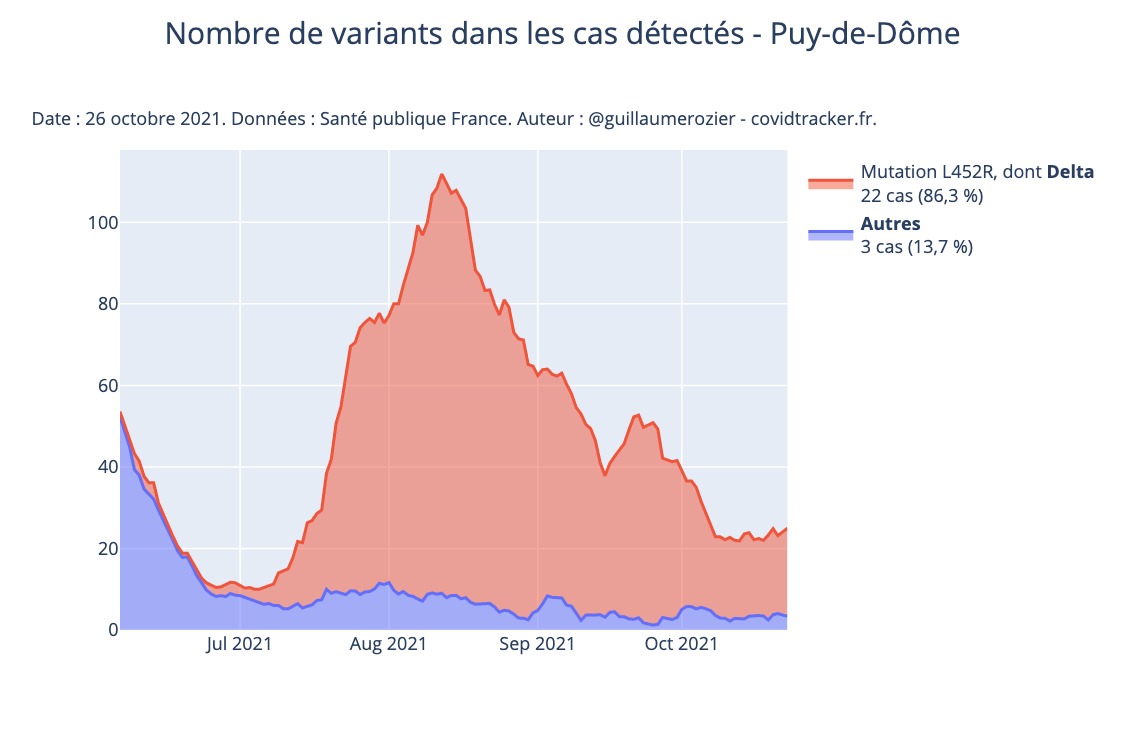 Nombre de variants dans les cas détectés - Puy-de-Dôme
Date : 26 octobre 2021. Données : Santé publique France. Auteur : @guillaumerozier - covidtracker.fr.
Mutation L452R, dont Delta
22 cas (86,3 %)
Autres
3 cas (13,7 %)
100
80
60
40
20
0
Jul 2021
Aug 2021
Sep 2021
Oct 2021